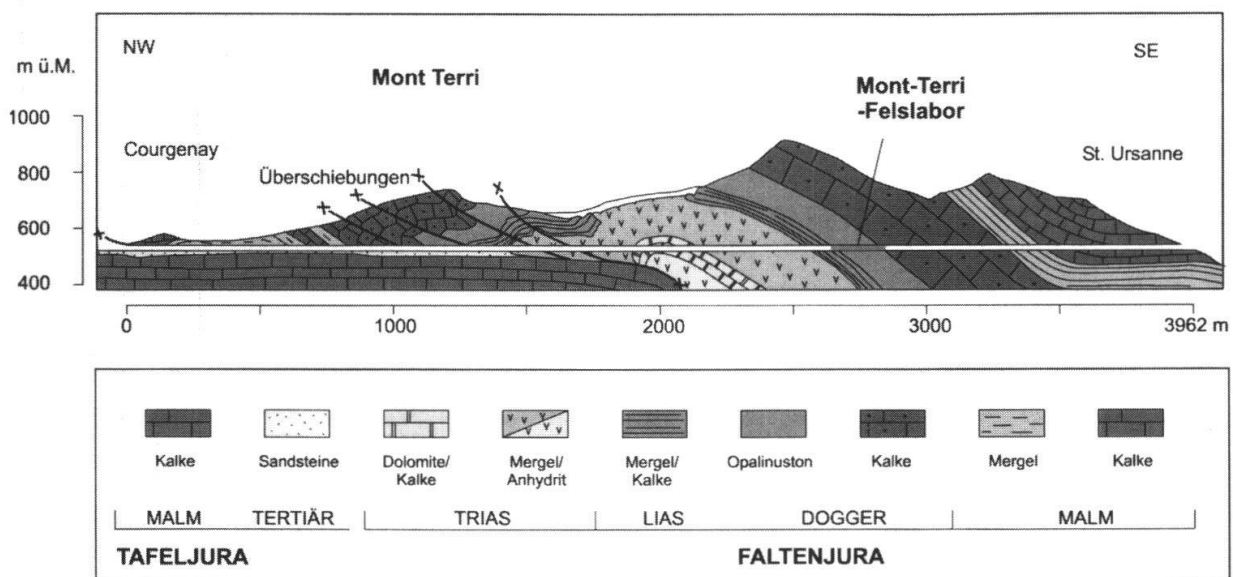 NW
SE
m ü.M.
Mont Terri
Mont-Terri
-Felslabor
1000
Courgenay
St. Ursanne
800
Überschiebungen
600
400
0
1000
2000
3000
3962 m
Kalke
Sandsteine
Dolomite/
Kalke
Mergel/
Anhydrit
Mergel/
Kalke
Opalinuston
Kalke
Mergel
Kalke
MALM
TERTIÄR
TRIAS
LIAS
DOGGER
MALM
TAFELJURA
FALTENJURA